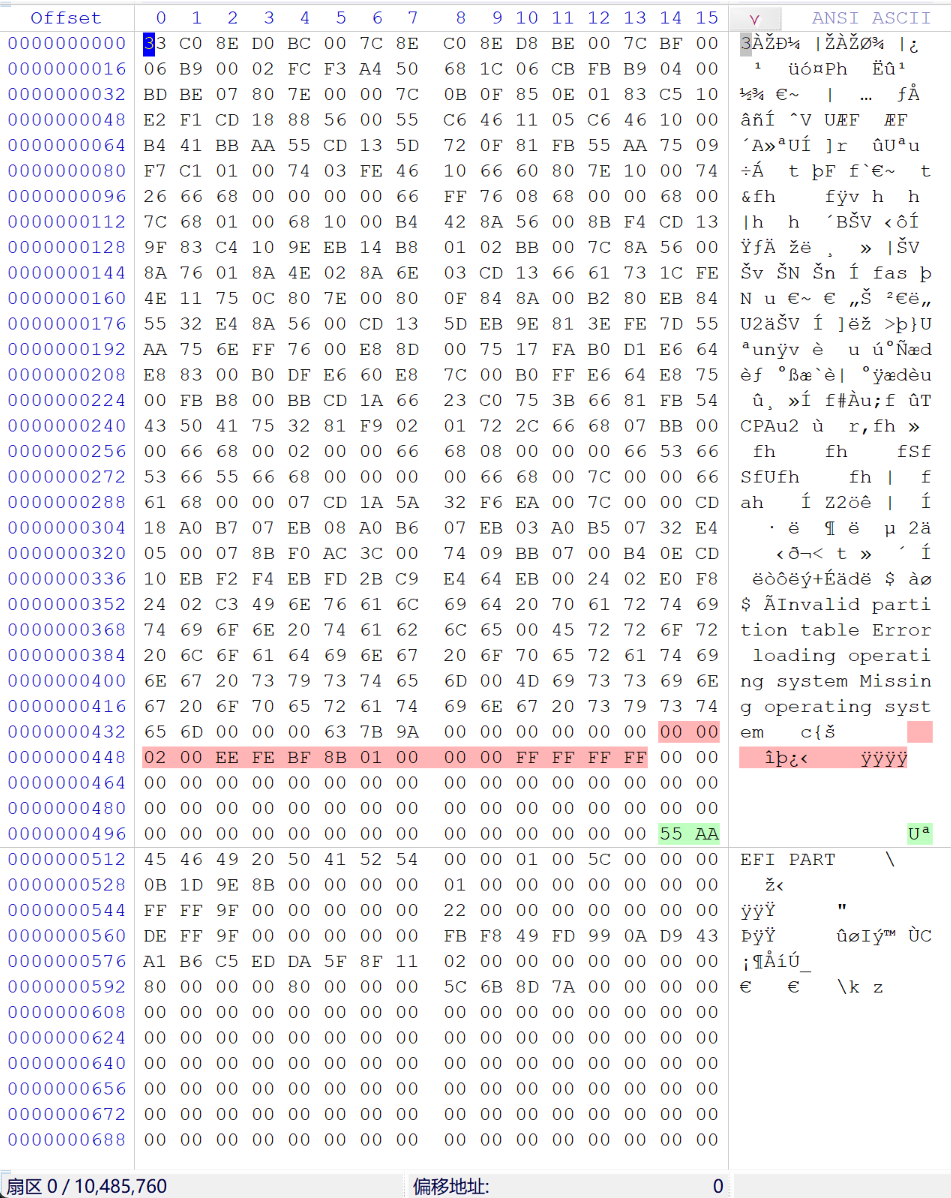 Offset 0 1 2 3 4 5 6 7 8 9 10 11 12 13 14 15 ANSI ASCII
0000000000 33 C0 8E D0 BC 00 7C 8E C0 8E D8 BE 00 7C BF 00 3ÀŽÐ¼ |ŽÀŽØ¾ |¿
0000000016 06 B9 00 02 FC F3 A4 50 68 1C 06 CB FB B9 04 00 ¹ üó¤Ph Ëû¹
0000000032 BD BE 07 80 7E 00 00 7C 0B 0F 85 0E 01 83 C5 10 ½¾ €~ | … ƒÅ
0000000048 E2 F1 CD 18 88 56 00 55 C6 46 11 05 C6 46 10 00 âñÍ ˆV UÆF ÆF
0000000064 B4 41 BB AA 55 CD 13 5D 72 0F 81 FB 55 AA 75 09 ´A»ªUÍ ]r ûUªu
0000000080 F7 C1 01 00 74 03 FE 46 10 66 60 80 7E 10 00 74 ÷Á t þF f`€~ t
0000000096 26 66 68 00 00 00 00 66 FF 76 08 68 00 00 68 00 &fh fÿv h h
0000000112 7C 68 01 00 68 10 00 B4 42 8A 56 00 8B F4 CD 13 |h h ´BŠV ‹ôÍ
0000000128 9F 83 C4 10 9E EB 14 B8 01 02 BB 00 7C 8A 56 00 ŸƒÄ žë ¸ » |ŠV
0000000144 8A 76 01 8A 4E 02 8A 6E 03 CD 13 66 61 73 1C FE Šv ŠN Šn Í fas þ
0000000160 4E 11 75 0C 80 7E 00 80 0F 84 8A 00 B2 80 EB 84 N u €~ € „Š ²€ë„
0000000176 55 32 E4 8A 56 00 CD 13 5D EB 9E 81 3E FE 7D 55 U2äŠV Í ]ëž >þ}U
0000000192 AA 75 6E FF 76 00 E8 8D 00 75 17 FA B0 D1 E6 64 ªunÿv è u ú°Ñæd
0000000208 E8 83 00 B0 DF E6 60 E8 7C 00 B0 FF E6 64 E8 75 èƒ °ßæ`è| °ÿædèu
0000000224 00 FB B8 00 BB CD 1A 66 23 C0 75 3B 66 81 FB 54 û¸ »Í f#Àu;f ûT
0000000240 43 50 41 75 32 81 F9 02 01 72 2C 66 68 07 BB 00 CPAu2 ù r,fh »
0000000256 00 66 68 00 02 00 00 66 68 08 00 00 00 66 53 66 fh fh fSf
0000000272 53 66 55 66 68 00 00 00 00 66 68 00 7C 00 00 66 SfUfh fh | f
0000000288 61 68 00 00 07 CD 1A 5A 32 F6 EA 00 7C 00 00 CD ah Í Z2öê | Í
0000000304 18 A0 B7 07 EB 08 A0 B6 07 EB 03 A0 B5 07 32 E4 · ë ¶ ë µ 2ä
0000000320 05 00 07 8B F0 AC 3C 00 74 09 BB 07 00 B4 0E CD ‹ð¬< t » ´ Í
0000000336 10 EB F2 F4 EB FD 2B C9 E4 64 EB 00 24 02 E0 F8 ëòôëý+Éädë $ àø
0000000352 24 02 C3 49 6E 76 61 6C 69 64 20 70 61 72 74 69 $ ÃInvalid parti
0000000368 74 69 6F 6E 20 74 61 62 6C 65 00 45 72 72 6F 72 tion table Error
0000000384 20 6C 6F 61 64 69 6E 67 20 6F 70 65 72 61 74 69 loading operati
0000000400 6E 67 20 73 79 73 74 65 6D 00 4D 69 73 73 69 6E ng system Missin
0000000416 67 20 6F 70 65 72 61 74 69 6E 67 20 73 79 73 74 g operating syst
0000000432 65 6D 00 00 00 63 7B 9A 00 00 00 00 00 00 00 00 em c{š
0000000448 02 00 EE FE BF 8B 01 00 00 00 FF FF FF FF 00 00 îþ¿‹ ÿÿÿÿ
0000000464 00 00 00 00 00 00 00 00 00 00 00 00 00 00 00 00
0000000480 00 00 00 00 00 00 00 00 00 00 00 00 00 00 00 00
0000000496 00 00 00 00 00 00 00 00 00 00 00 00 00 00 55 AA Uª
0000000512 45 46 49 20 50 41 52 54 00 00 01 00 5C 00 00 00 EFI PART \
0000000528 0B 1D 9E 8B 00 00 00 00 01 00 00 00 00 00 00 00 ž‹
0000000544 FF FF 9F 00 00 00 00 00 22 00 00 00 00 00 00 00 ÿÿŸ "
0000000560 DE FF 9F 00 00 00 00 00 FB F8 49 FD 99 0A D9 43 ÞÿŸ ûøIý™ ÙC
0000000576 A1 B6 C5 ED DA 5F 8F 11 02 00 00 00 00 00 00 00 ¡¶ÅíÚ_
0000000592 80 00 00 00 80 00 00 00 5C 6B 8D 7A 00 00 00 00 € € \k z
0000000608 00 00 00 00 00 00 00 00 00 00 00 00 00 00 00 00
0000000624 00 00 00 00 00 00 00 00 00 00 00 00 00 00 00 00
0000000640 00 00 00 00 00 00 00 00 00 00 00 00 00 00 00 00
0000000656 00 00 00 00 00 00 00 00 00 00 00 00 00 00 00 00
0000000672 00 00 00 00 00 00 00 00 00 00 00 00 00 00 00 00
0000000688 00 00 00 00 00 00 00 00 00 00 00 00 00 00 00 00
扇区 0 / 10,485,760 偏移地址: 0